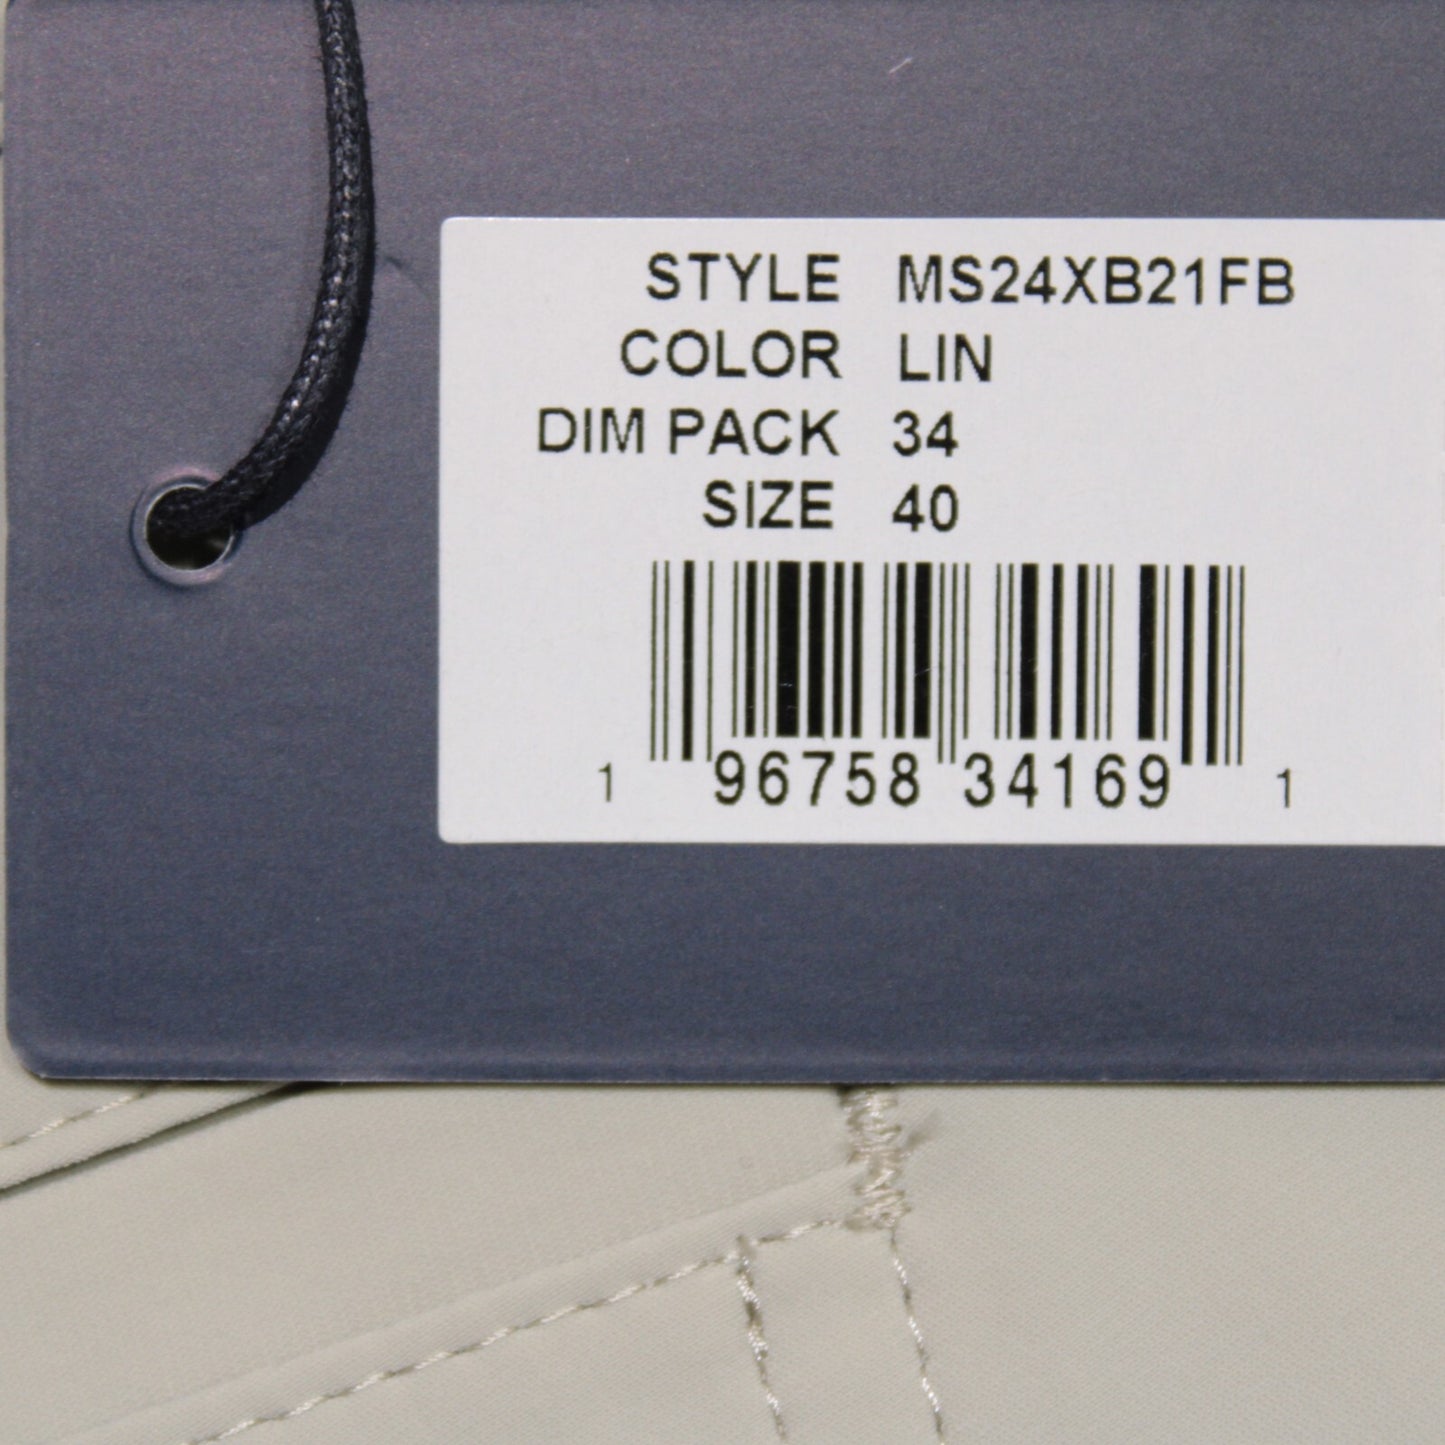 STYLE MS24XB21FB
COLOR LIN
DIM PACK 34
SIZE 40
1 96758 34169 1